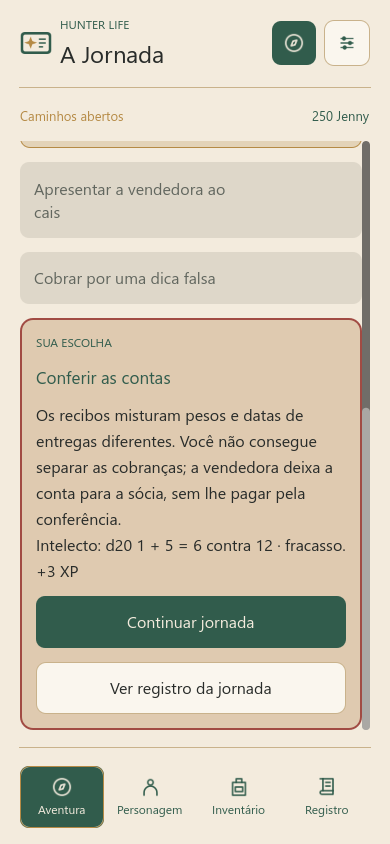 HUNTER LIFE
A Jornada
Caminhos abertos
250 Jenny
Apresentar a vendedora ao
cais
Cobrar por uma dica falsa
SUA ESCOLHA
Conferir as contas
Os recibos misturam pesos e datas de
entregas diferentes. Você não consegue
separar as cobranças; a vendedora deixa a
conta para a sócia, sem lhe pagar pela
conferência.
Intelecto: d20 1 + 5 = 6 contra 12 · fracasso.
+3 XP
Continuar jornada
Ver registro da jornada
Aventura
Personagem
Inventário
Registro